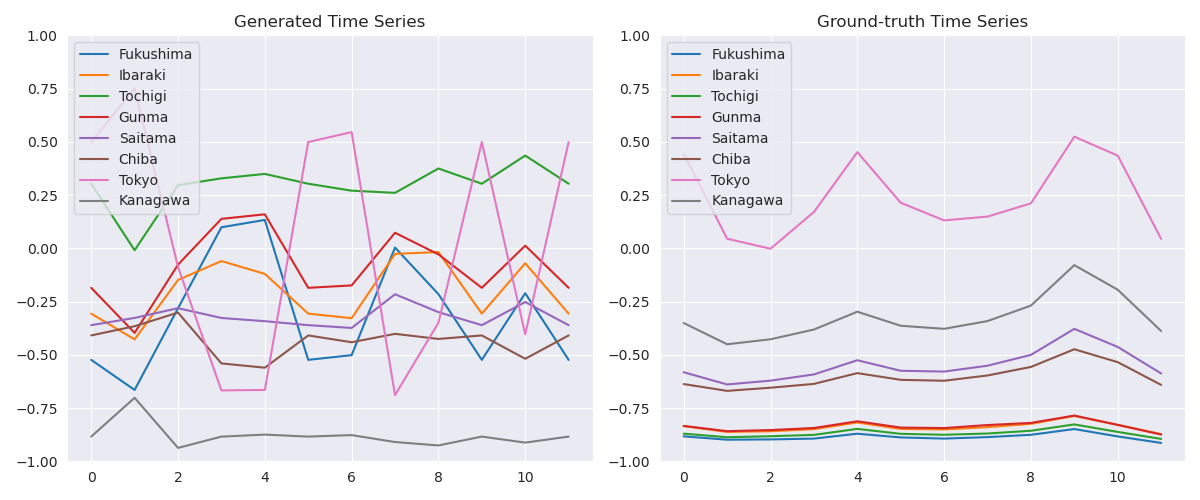 Generated Time Series
1.00
0.75
0.50
0.25
0.00
−0.25
−0.50
−0.75
−1.00
Fukushima
Ibaraki
Tochigi
Gunma
Saitama
Chiba
Tokyo
Kanagawa
0 2 4 6 8 10
Ground-truth Time Series
1.00
0.75
0.50
0.25
0.00
−0.25
−0.50
−0.75
−1.00
Fukushima
Ibaraki
Tochigi
Gunma
Saitama
Chiba
Tokyo
Kanagawa
0 2 4 6 8 10